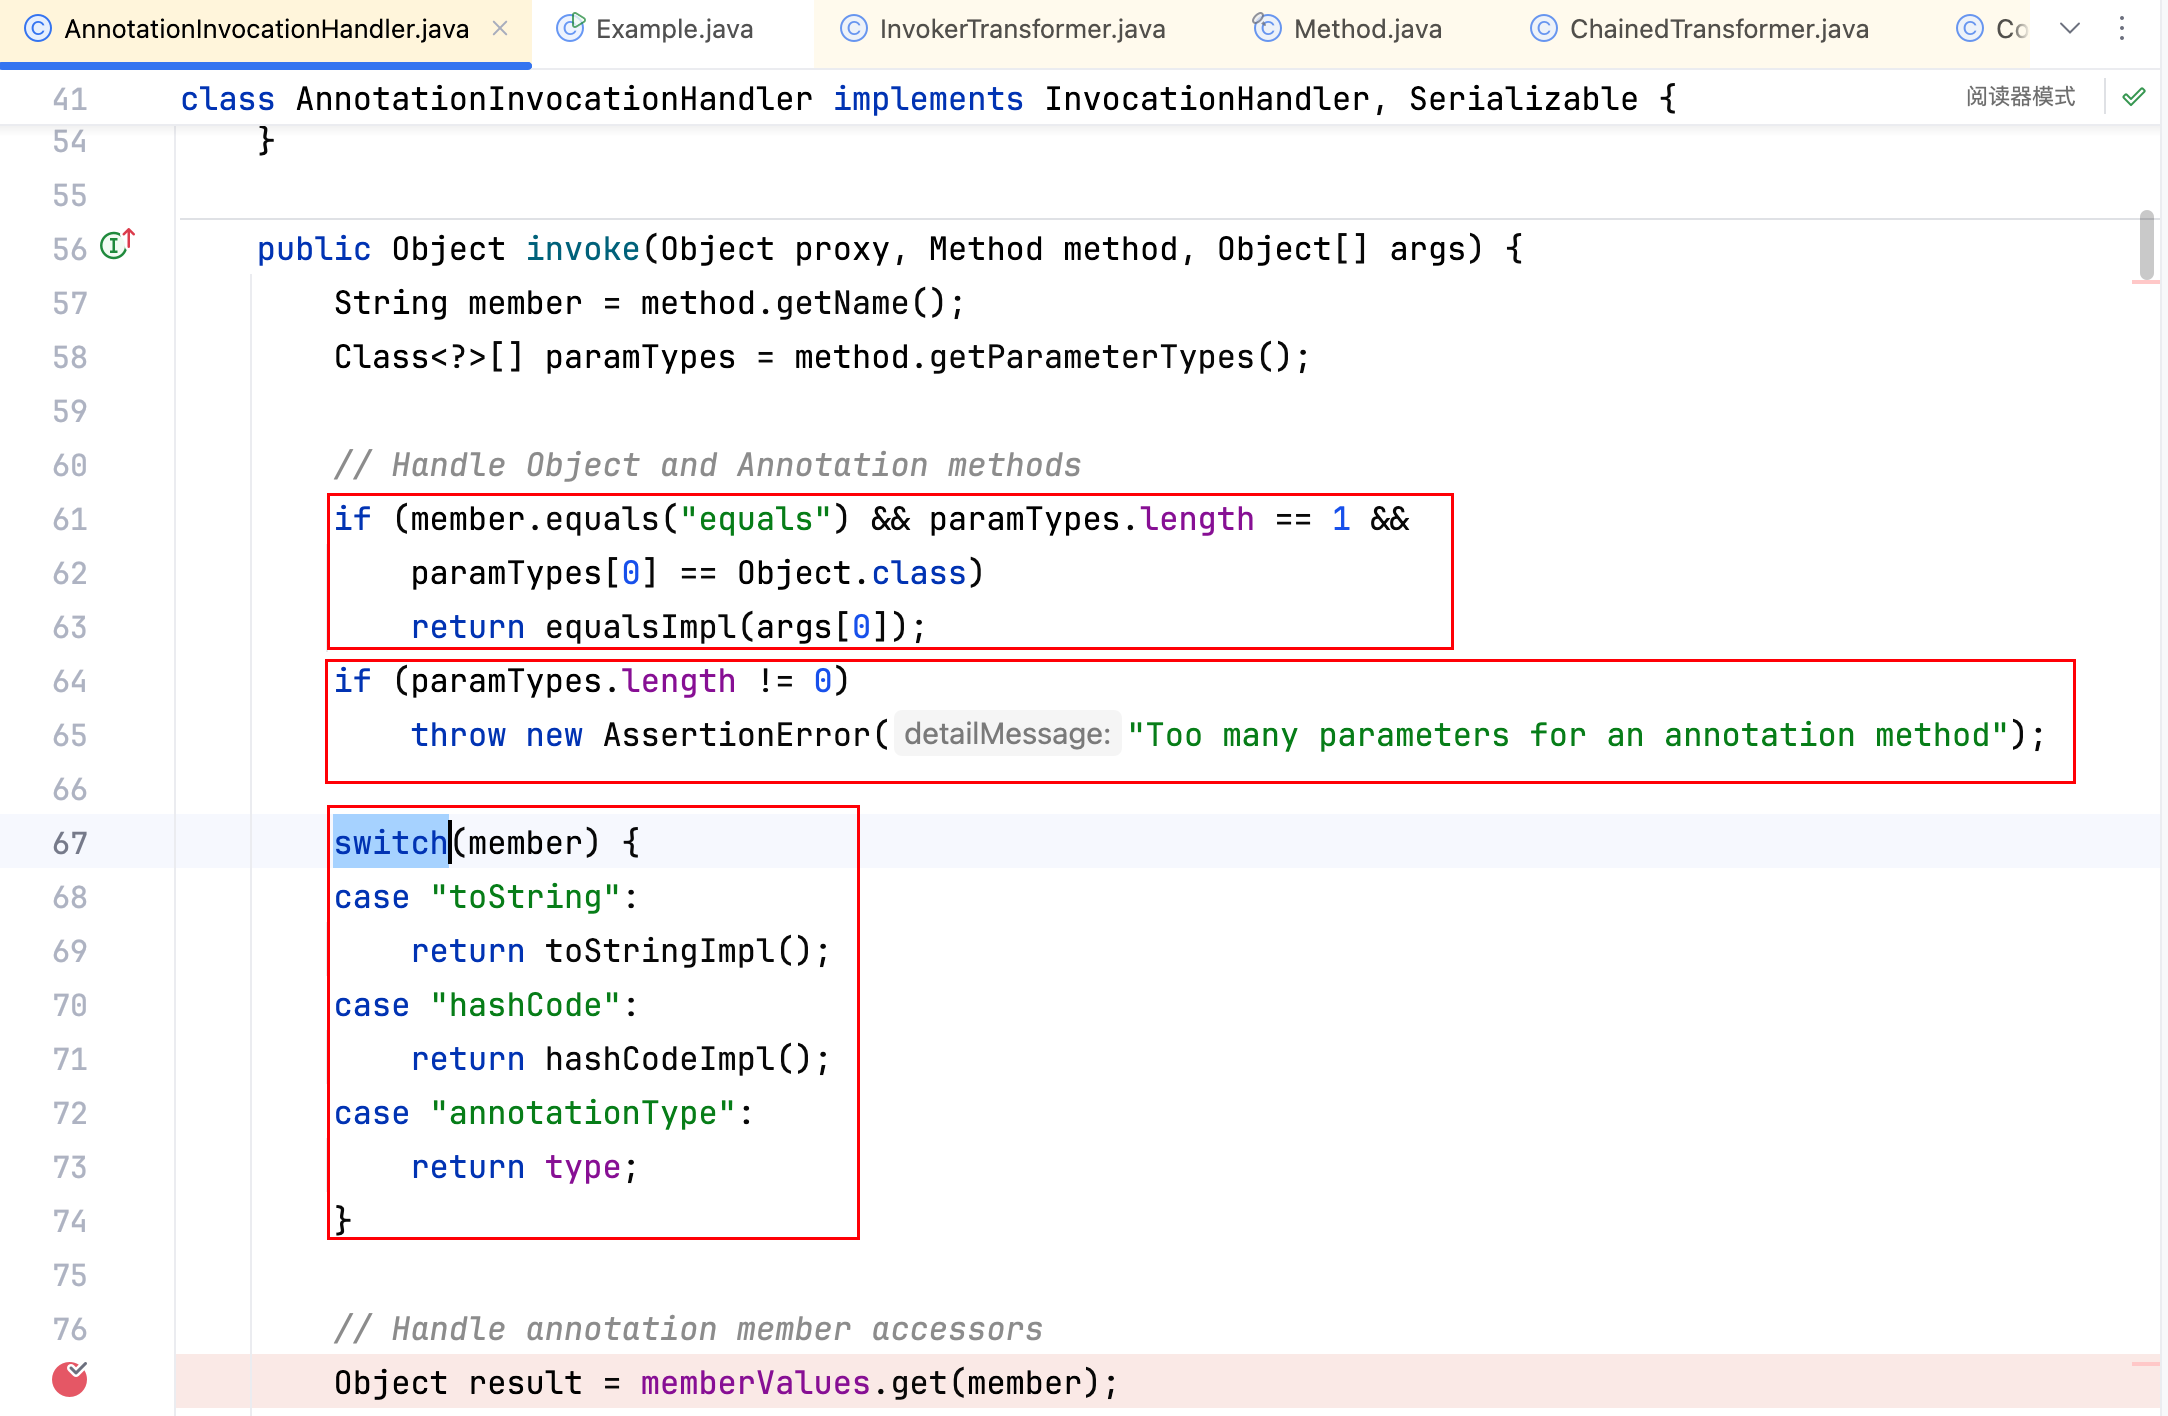 AnnotationInvocationHandler.java
Example.java
InvokerTransformer.java
Method.java
ChainedTransformer.java
Co
41 class AnnotationInvocationHandler implements InvocationHandler, Serializable {
阅读器模式
54 }
55
56 public Object invoke(Object proxy, Method method, Object[] args) {
57 String member = method.getName();
58 Class<?>[] paramTypes = method.getParameterTypes();
59
60 // Handle Object and Annotation methods
61 if (member.equals("equals") && paramTypes.length == 1 &&
62 paramTypes[0] == Object.class)
63 return equalsImpl(args[0]);
64 if (paramTypes.length != 0)
65 throw new AssertionError( detailMessage: "Too many parameters for an annotation method");
66
67 switch(member) {
68 case "toString":
69 return toStringImpl();
70 case "hashCode":
71 return hashCodeImpl();
72 case "annotationType":
73 return type;
74 }
75
76 // Handle annotation member accessors
Object result = memberValues.get(member);